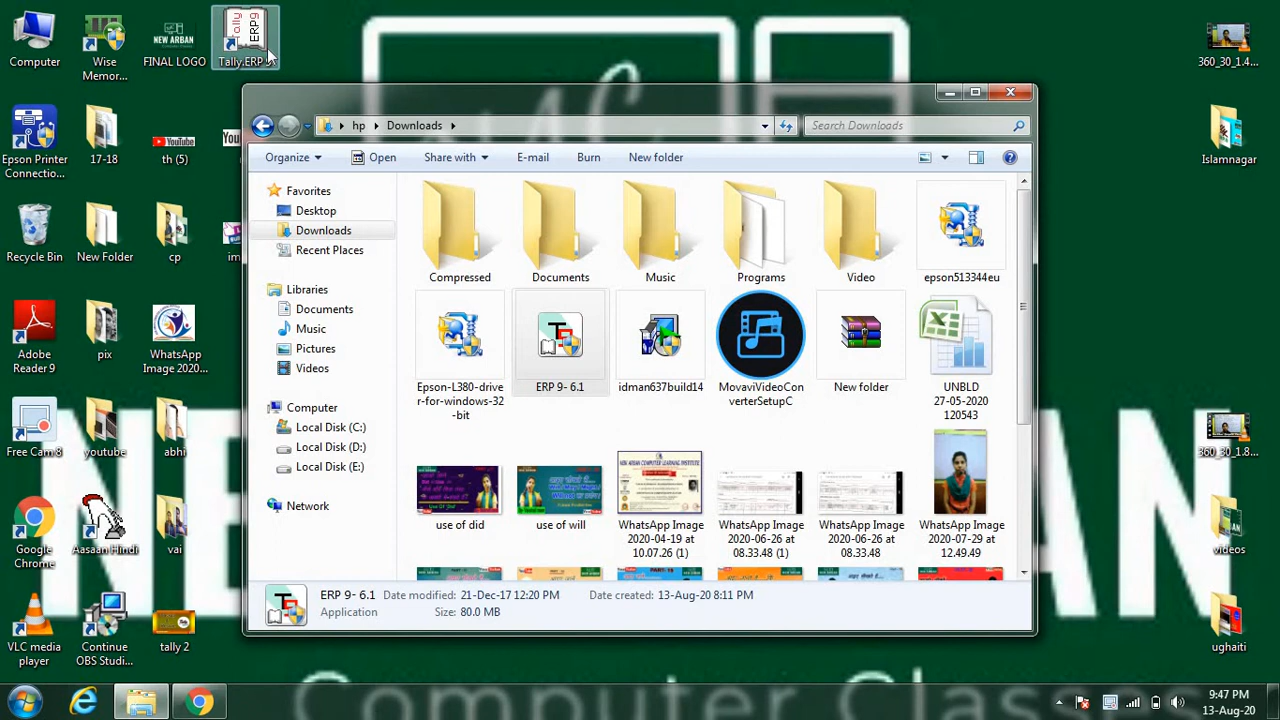 Computer
Wise
Memor...
FINAL LOGO
NEW ARBAN
Tally
ERP9
Tally.ERP 9
360_30_1.4...
Epson Printer
Connectio...
17-18
YouTube
th (5)
Islamnagar
Recycle Bin
New Folder
cp
im
Adobe
Reader 9
pix
WhatsApp
Image 2020...
Free Cam 8
youtube
abhi
360_30_1.8...
Google
Chrome
Aasaan Hindi
vai
videos
VLC media
player
Continue
OBS Studi...
tally 2
ughaiti
hp
Downloads
Search Downloads
Organize
Open
Share with
E-mail
Burn
New folder
Favorites
Desktop
Downloads
Recent Places
Libraries
Documents
Music
Pictures
Videos
Computer
Local Disk (C:)
Local Disk (D:)
Local Disk (E:)
Network
Compressed
Documents
Music
Programs
Video
epson513344eu
Epson-L380-drive
r-for-windows-32
-bit
ERP 9- 6.1
idman637build14
MovaviVideoCon
verterSetupC
New folder
UNBLD
27-05-2020
120543
use of did
use of will
WhatsApp Image
2020-04-19 at
10.07.26 (1)
WhatsApp Image
2020-06-26 at
08.33.48 (1)
WhatsApp Image
2020-06-26 at
08.33.48
WhatsApp Image
2020-07-29 at
12.49.49
ERP 9- 6.1
Date modified: 21-Dec-17 12:20 PM
Date created: 13-Aug-20 8:11 PM
Application
Size: 80.0 MB
9:47 PM
13-Aug-20